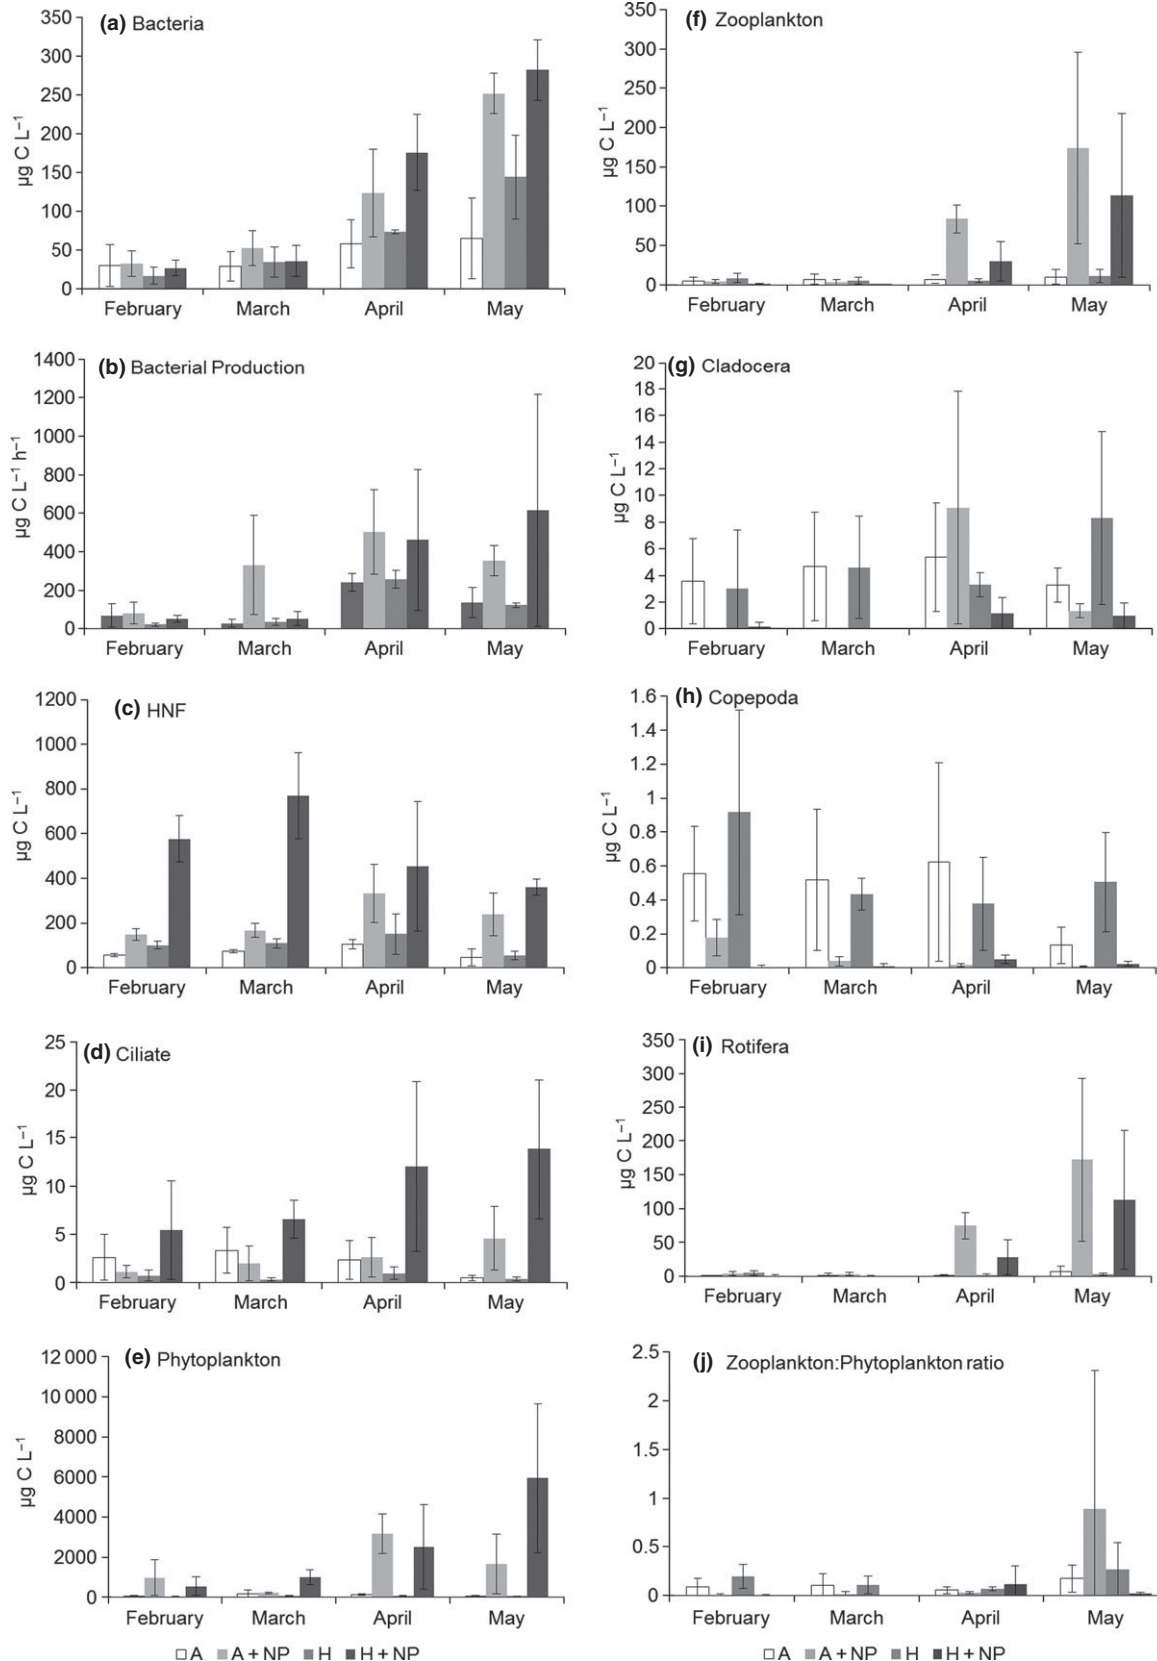 (a) Bacteria
350
300
250
200
150
100
50
0
µg C L⁻¹
February March April May
(b) Bacterial Production
1400
1200
1000
800
600
400
200
0
µg C L⁻¹ h⁻¹
February March April May
(c) HNF
1200
1000
800
600
400
200
0
µg C L⁻¹
February March April May
(d) Ciliate
25
20
15
10
5
0
µg C L⁻¹
February March April May
(e) Phytoplankton
12 000
10 000
8000
6000
4000
2000
0
µg C L⁻¹
February March April May
A A + NP H H + NP
(f) Zooplankton
350
300
250
200
150
100
50
0
µg C L⁻¹
February March April May
(g) Cladocera
20
18
16
14
12
10
8
6
4
2
0
µg C L⁻¹
February March April May
(h) Copepoda
1.6
1.4
1.2
1
0.8
0.6
0.4
0.2
0
µg C L⁻¹
February March April May
(i) Rotifera
350
300
250
200
150
100
50
0
µg C L⁻¹
February March April May
(j) Zooplankton:Phytoplankton ratio
2.5
2
1.5
1
0.5
0
February March April May
A A + NP H H + NP